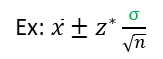 Ex: x̄ ± z* σ/√n